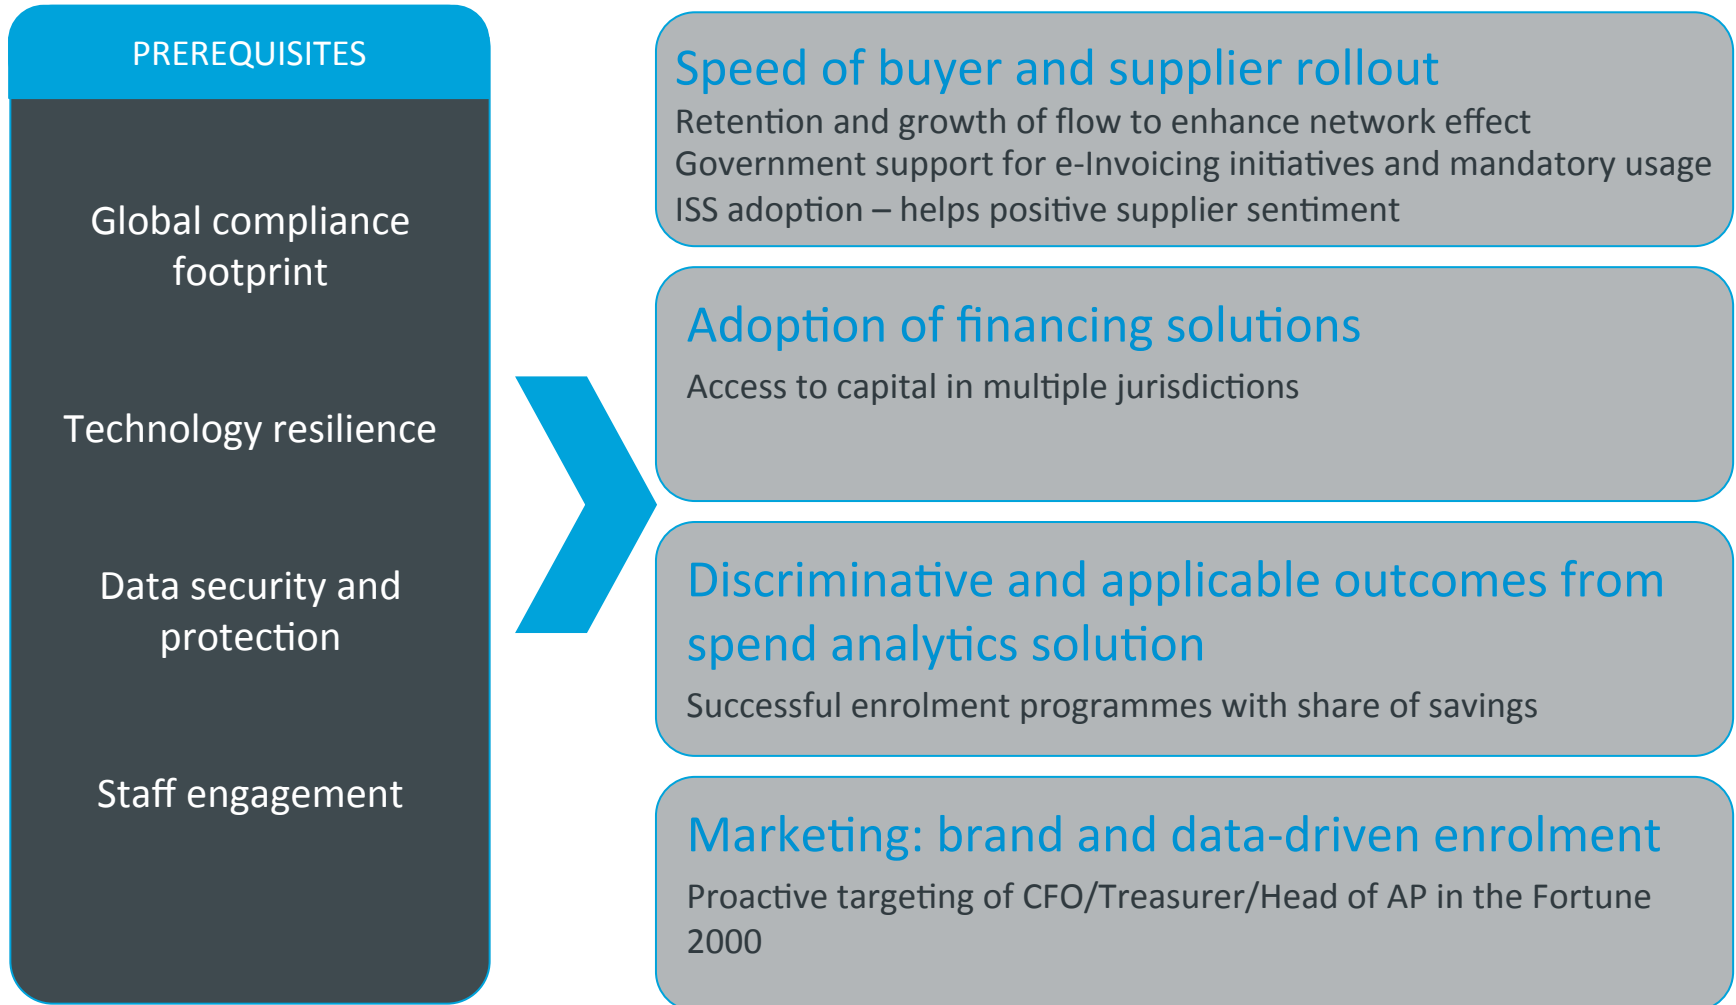 PREREQUISITES
Global compliance
footprint
Technology resilience
Data security and
protection
Staff engagement
Speed of buyer and supplier rollout
Retention and growth of flow to enhance network effect
Government support for e-Invoicing initiatives and mandatory usage
ISS adoption – helps positive supplier sentiment
Adoption of financing solutions
Access to capital in multiple jurisdictions
Discriminative and applicable outcomes from
spend analytics solution
Successful enrolment programmes with share of savings
Marketing: brand and data-driven enrolment
Proactive targeting of CFO/Treasurer/Head of AP in the Fortune
2000